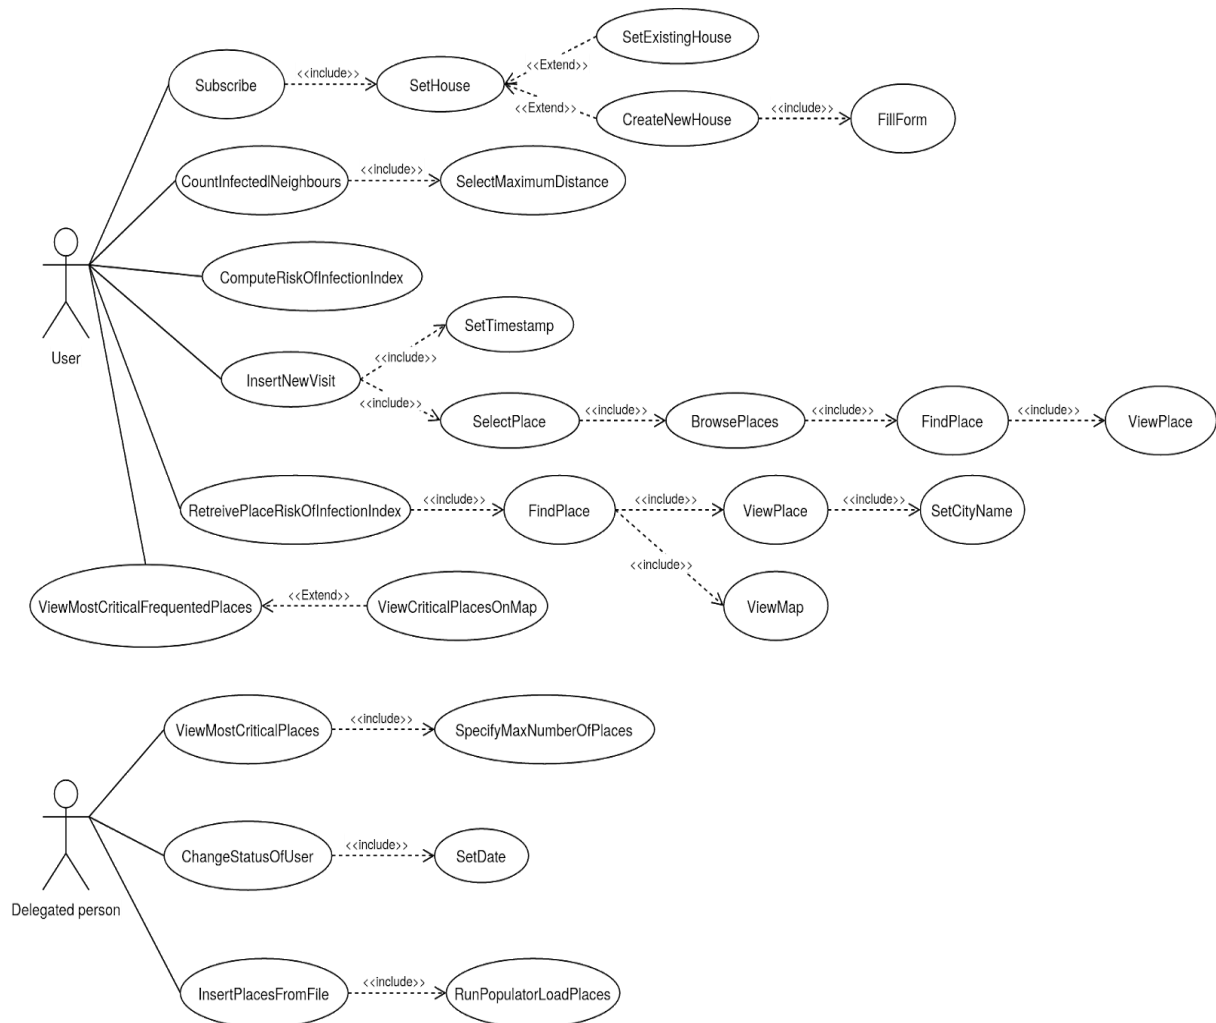 SetExistingHouse
<<Extend>>
Subscribe
<<include>>
SetHouse
<<Extend>>
CreateNewHouse
<<include>>
FillForm
CountInfectedlNeighbours
<<include>>
SelectMaximumDistance
ComputeRiskOfInfectionIndex
User
SetTimestamp
<<include>>
InsertNewVisit
<<include>>
SelectPlace
<<include>>
BrowsePlaces
<<include>>
FindPlace
<<include>>
ViewPlace
RetreivePlaceRiskOfInfectionIndex
<<include>>
FindPlace
<<include>>
ViewPlace
<<include>>
SetCityName
<<include>>
ViewMap
ViewMostCriticalFrequentedPlaces
<<Extend>>
ViewCriticalPlacesOnMap
ViewMostCriticalPlaces
<<include>>
SpecifyMaxNumberOfPlaces
ChangeStatusOfUser
<<include>>
SetDate
Delegated person
InsertPlacesFromFile
<<include>>
RunPopulatorLoadPlaces